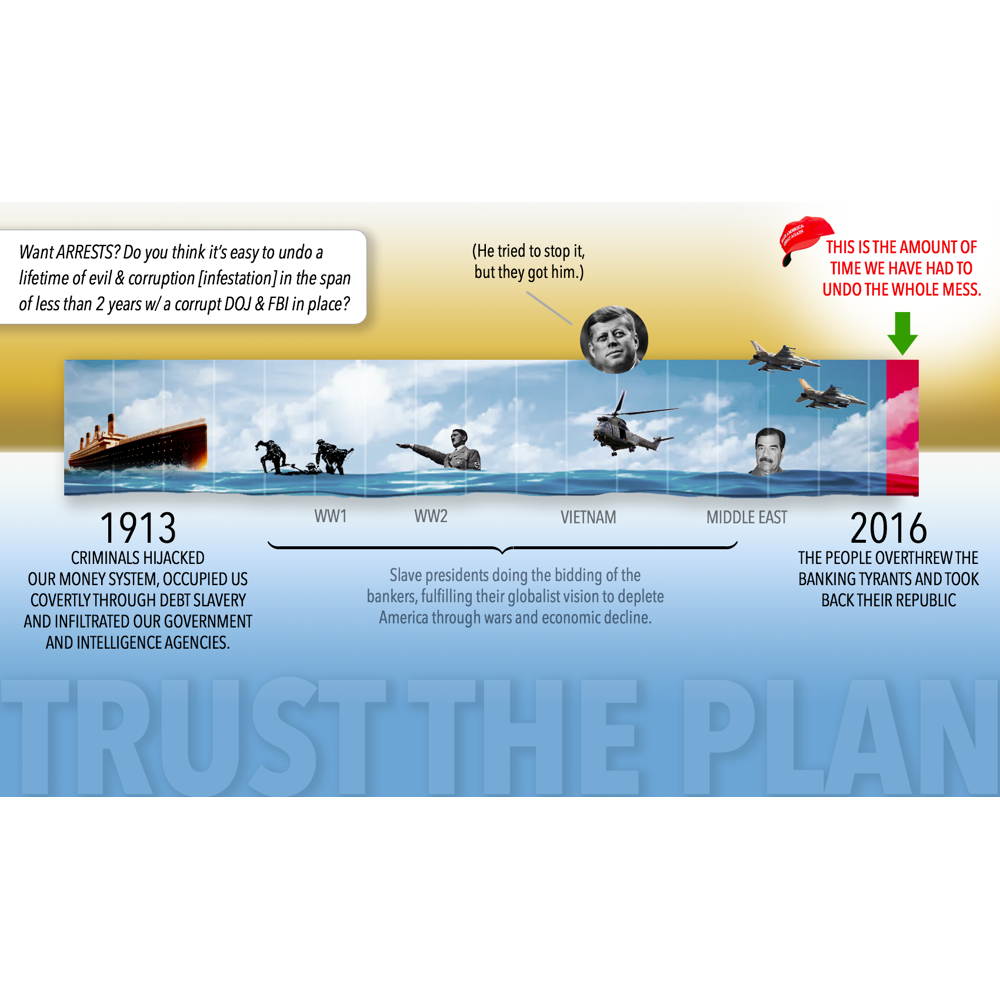 Want ARRESTS? Do you think it's easy to undo a
lifetime of evil & corruption [infestation] in the span
of less than 2 years w/ a corrupt DOJ & FBI in place?
(He tried to stop it,
but they got him.)
THIS IS THE AMOUNT OF
TIME WE HAVE HAD TO
UNDO THE WHOLE MESS.
1913
CRIMINALS HIJACKED
OUR MONEY SYSTEM, OCCUPIED US
COVERTLY THROUGH DEBT SLAVERY
AND INFILTRATED OUR GOVERNMENT
AND INTELLIGENCE AGENCIES.
WW1
WW2
VIETNAM
MIDDLE EAST
Slave presidents doing the bidding of the
bankers, fulfilling their globalist vision to deplete
America through wars and economic decline.
2016
THE PEOPLE OVERTHREW THE
BANKING TYRANTS AND TOOK
BACK THEIR REPUBLIC
TRUST THE PLAN